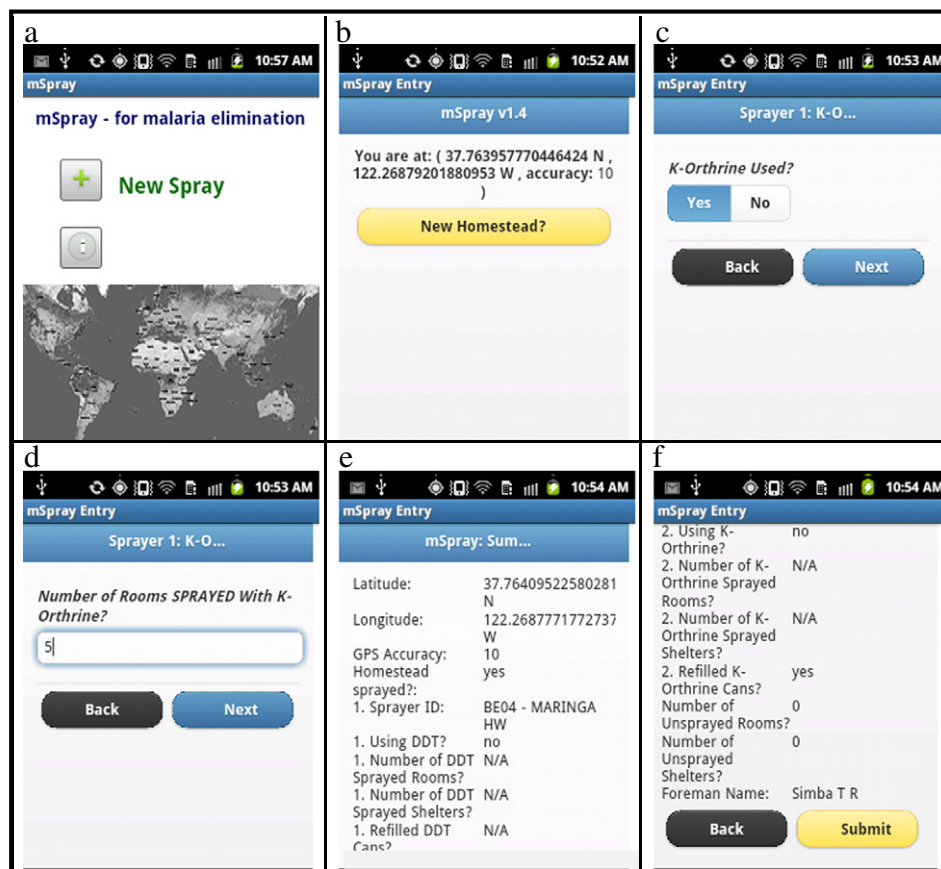 a
10:57 AM
mSpray
mSpray - for malaria elimination
New Spray
b
10:52 AM
mSpray Entry
mSpray v1.4
You are at: ( 37.763957770446424 N ,
122.26879201880953 W , accuracy: 10
)
New Homestead?
c
10:53 AM
mSpray Entry
Sprayer 1: K-O...
K-Orthrine Used?
Yes No
Back Next
d
10:53 AM
mSpray Entry
Sprayer 1: K-O...
Number of Rooms SPRAYED With K-
Orthrine?
5
Back Next
e
10:54 AM
mSpray Entry
mSpray: Sum...
Latitude: 37.76409522580281
N
Longitude: 122.2687771772737
W
GPS Accuracy: 10
Homestead yes
sprayed?:
1. Sprayer ID: BE04 - MARINGA
HW
1. Using DDT? no
1. Number of DDT N/A
Sprayed Rooms?
1. Number of DDT N/A
Sprayed Shelters?
1. Refilled DDT N/A
Cans?
f
10:54 AM
mSpray Entry
2. Using K- no
Orthrine?
2. Number of K- N/A
Orthrine Sprayed
Rooms?
2. Number of K- N/A
Orthrine Sprayed
Shelters?
2. Refilled K- yes
Orthrine Cans?
Number of 0
Unsprayed Rooms?
Number of 0
Unsprayed
Shelters?
Foreman Name: Simba T R
Back Submit